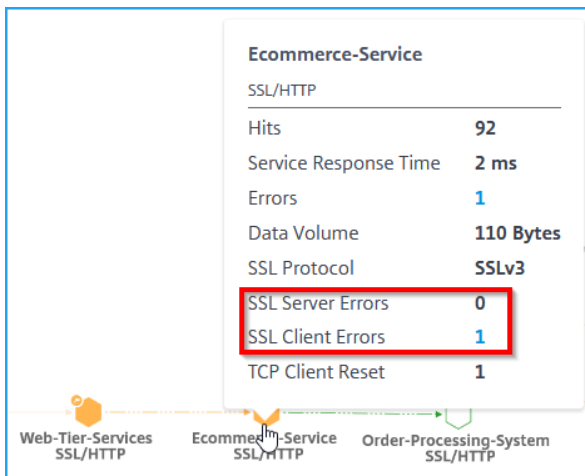 Ecommerce-Service
SSL/HTTP
Hits 92
Service Response Time 2 ms
Errors 1
Data Volume 110 Bytes
SSL Protocol SSLv3
SSL Server Errors 0
SSL Client Errors 1
TCP Client Reset 1
Web-Tier-Services
SSL/HTTP
Ecommerce-Service
SSL/HTTP
Order-Processing-System
SSL/HTTP